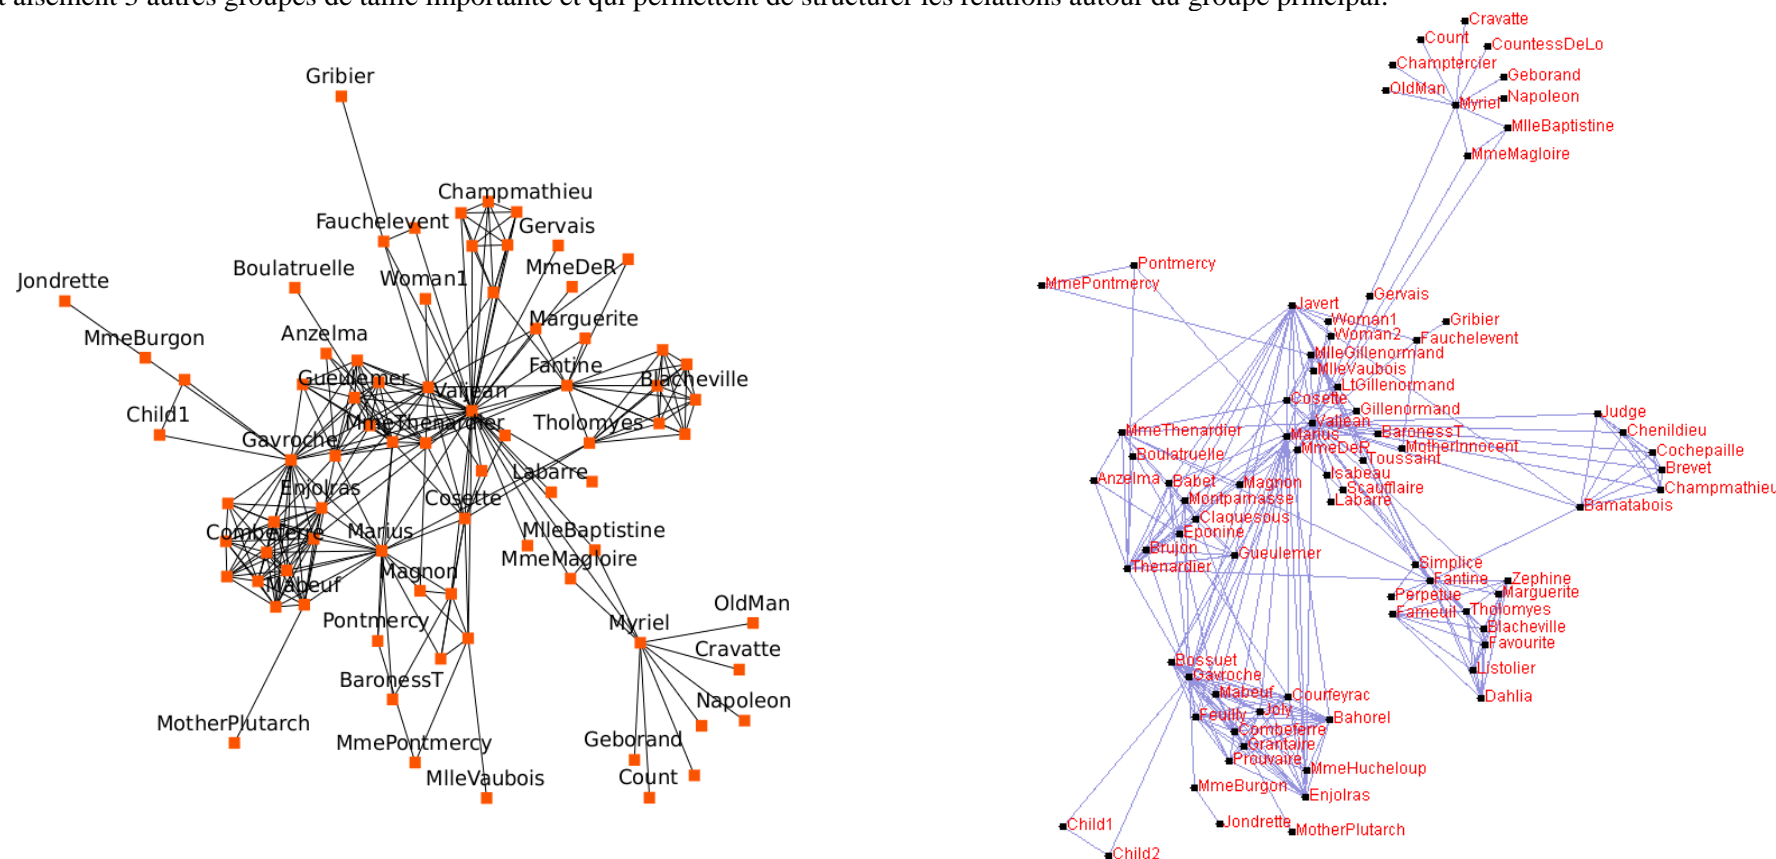 aisément 3 autres groupes de taille importante et qui permettent de structurer les relations autour du groupe principal.
Gribier
Champmathieu
Fauchelevent
Gervais
Boulatruelle
Woman1
MmeDeR
Jondrette
MmeBurgon
Anzelma
Marguerite
Fantine
Gueulemer
Valjean
Blacheville
Child1
MmeThenardier
Tholomyes
Gavroche
Labarre
Enjolras
Cosette
Combeferre
Marius
MlleBaptistine
MmeMagloire
Magnon
Mabeuf
Pontmercy
Myriel
OldMan
Cravatte
BaronessT
Napoleon
MotherPlutarch
MmePontmercy
Geborand
MlleVaubois
Count
Cravatte
Count
CountessDeLo
Champtercier
Geborand
OldMan
Napoleon
Myriel
MlleBaptistine
MmeMagloire
Pontmercy
MmePontmercy
Gervais
Javert
Woman1
Gribier
Woman2
Fauchelevent
MlleGillenormand
MlleVaubois
LtGillenormand
Cosette
Gillenormand
Judge
Valjean
MmeThenardier
Marius
BaronessT
Chenildieu
MmeDeR
MotherInnocent
Cochepaille
Boulatruelle
Toussaint
Brevet
Anzelma
Babet
Magnon
Isabeau
Scaufflaire
Champmathieu
Montparnasse
Labarre
Bamatabois
Claquesous
Eponine
Brujon
Gueulemer
Thenardier
Simplice
Fantine
Zephine
Perpetue
Marguerite
Fameuil
Tholomyes
Blacheville
Favourite
Bossuet
Listolier
Gavroche
Mabeuf
Courfeyrac
Dahlia
Feuilly
Joly
Bahorel
Combeferre
Grantaire
Prouvaire
MmeHucheloup
MmeBurgon
Enjolras
Child1
Jondrette
MotherPlutarch
Child2